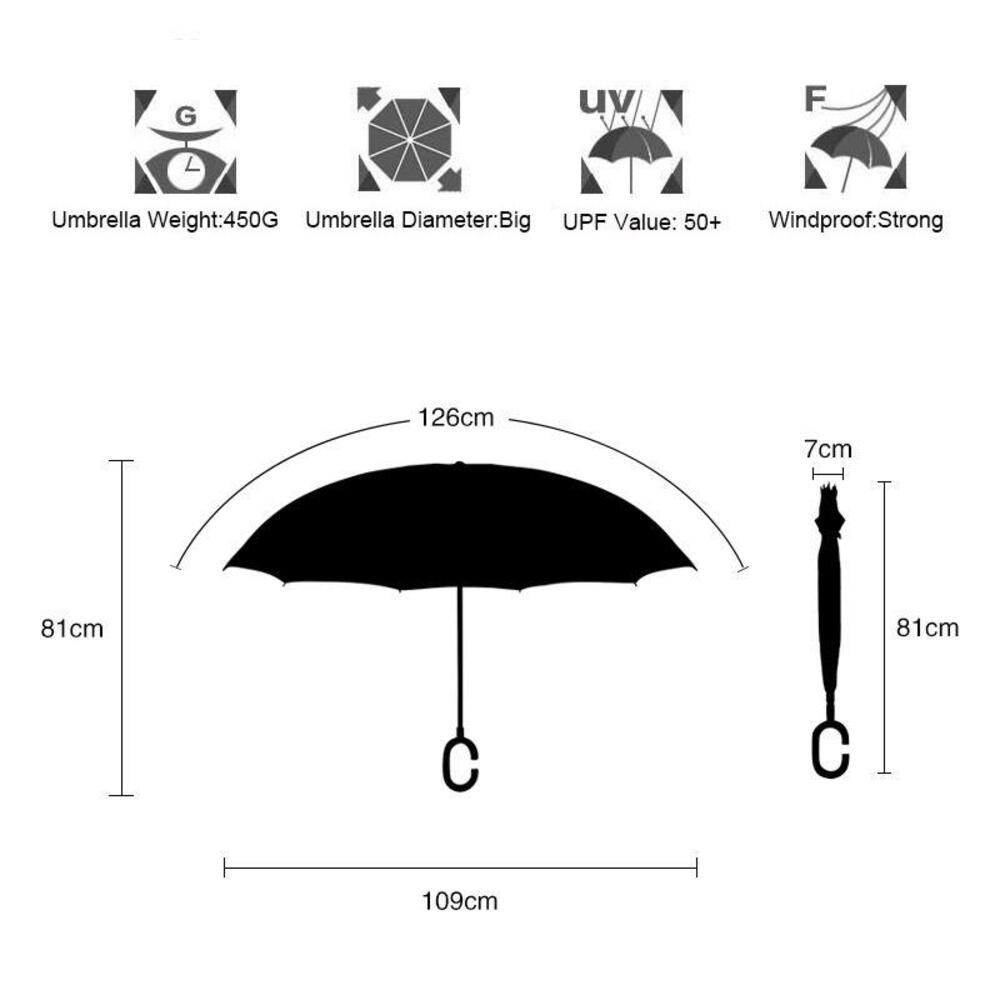 G
uv
F
Umbrella Weight:450G
Umbrella Diameter:Big
UPF Value: 50+
Windproof:Strong
126cm
7cm
81cm
81cm
109cm